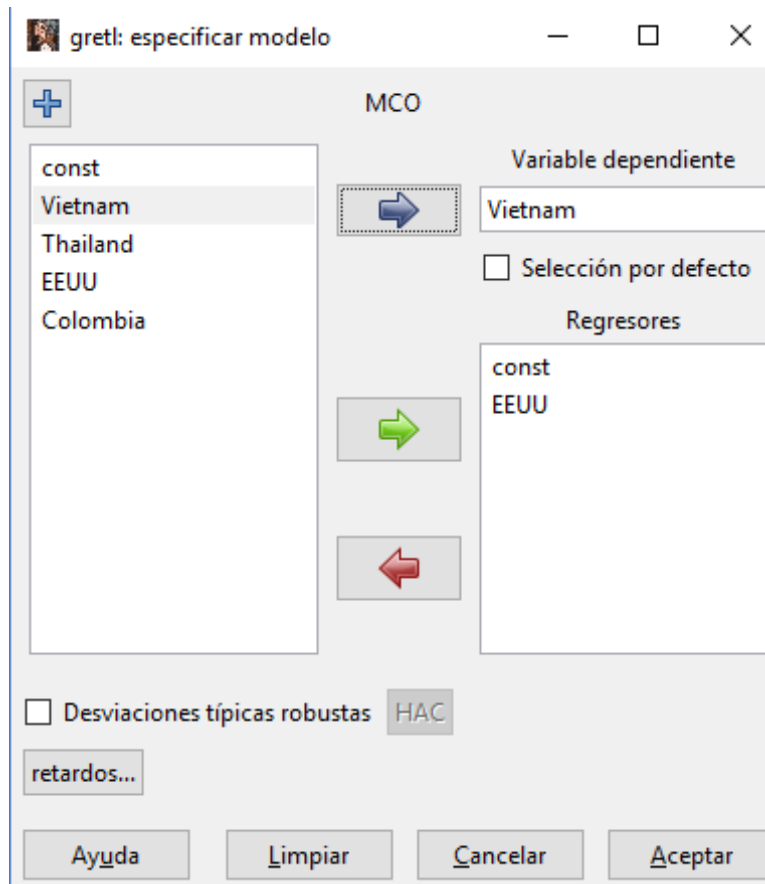 gretl: especificar modelo
MCO
const
Vietnam
Thailand
EEUU
Colombia
Variable dependiente
Vietnam
Selección por defecto
Regresores
const
EEUU
Desviaciones típicas robustas HAC
retardos...
Ayuda Limpiar Cancelar Aceptar